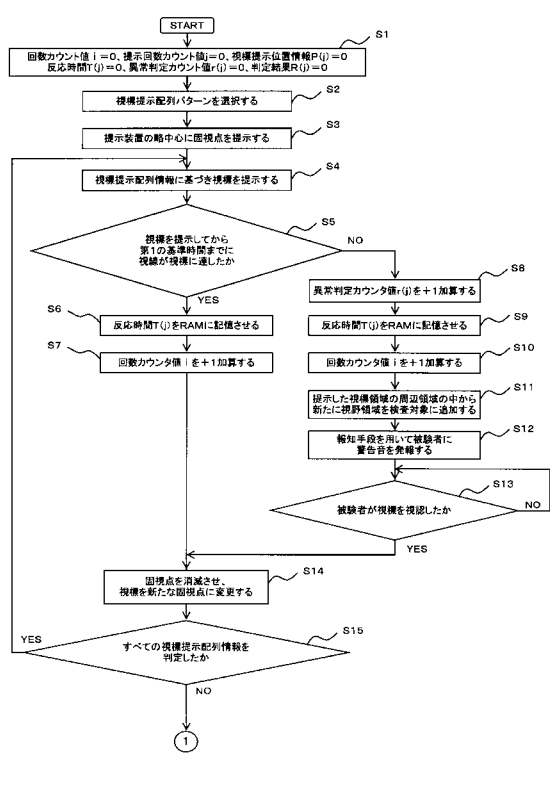 START
S1
回数カウント値ｉ=0、提示回数カウント値j=0、視標提示位置情報P(j)=0
反応時間T(j)=0、異常判定カウント値r(j)=0、判定結果R(j)=0
S2
視標提示配列パターンを選択する
S3
提示装置の略中心に固視点を提示する
S4
視標提示配列情報に基づき視標を提示する
S5
視標を提示してから
第1の基準時間までに
視線が視標に達したか
NO
YES
S6
反応時間T(j)をRAMに記憶させる
S7
回数カウンタ値ｉを+1加算する
S8
異常判定カウンタ値r(j)を+1加算する
S9
反応時間T(j)をRAMに記憶させる
S10
回数カウンタ値ｉを+1加算する
S11
提示した視標領域の周辺領域の中から
新たに視野領域を検査対象に追加する
S12
報知手段を用いて被験者に
警告音を発報する
S13
被験者が視標を視認したか
NO
YES
S14
固視点を消滅させ、
視標を新たな固視点に変更する
S15
すべての視標提示配列情報を
判定したか
YES
NO
1